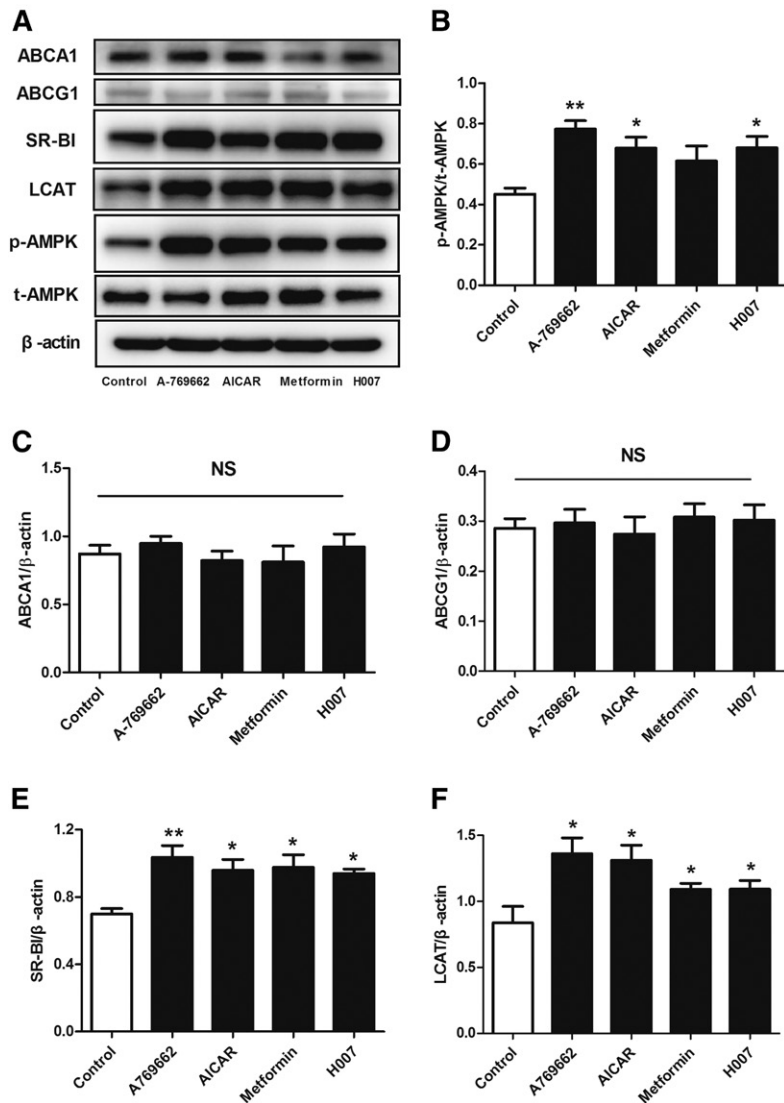 A
ABCA1
ABCG1
SR-BI
LCAT
p-AMPK
t-AMPK
β -actin
Control A-769662 AICAR Metformin H007
B
p-AMPK/t-AMPK
1.0
0.8
0.6
0.4
0.2
0.0
** * *
Control A-769662 AICAR Metformin H007
C
ABCA1/β-actin
1.5
1.0
0.5
0.0
NS
Control A-769662 AICAR Metformin H007
D
ABCG1/β -actin
0.4
0.3
0.2
0.1
0.0
NS
Control A-769662 AICAR Metformin H007
E
SR-BI/β -actin
1.2
0.8
0.4
0.0
** * * *
Control A769662 AICAR Metformin H007
F
LCAT/β -actin
1.5
1.0
0.5
0.0
* * * *
Control A769662 AICAR Metformin H007